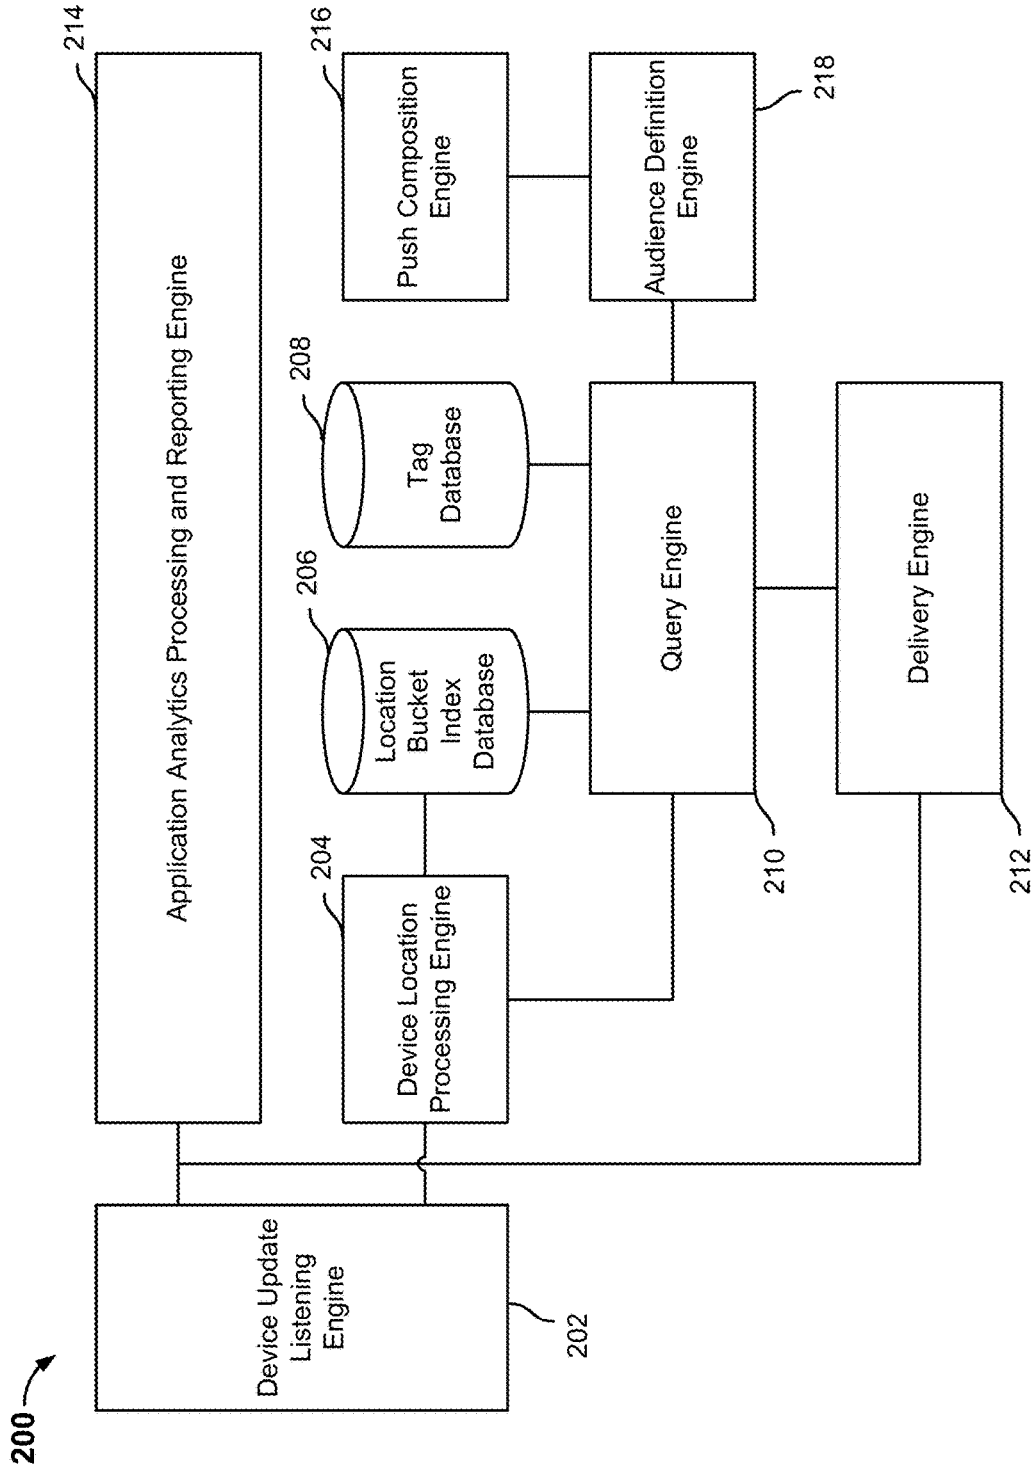 200
Application Analytics Processing and Reporting Engine
214
Device Update
Listening
Engine
202
Device Location
Processing Engine
204
Location
Bucket
Index
Database
206
Tag
Database
208
Push Composition
Engine
216
Query Engine
210
Audience Definition
Engine
218
Delivery Engine
212